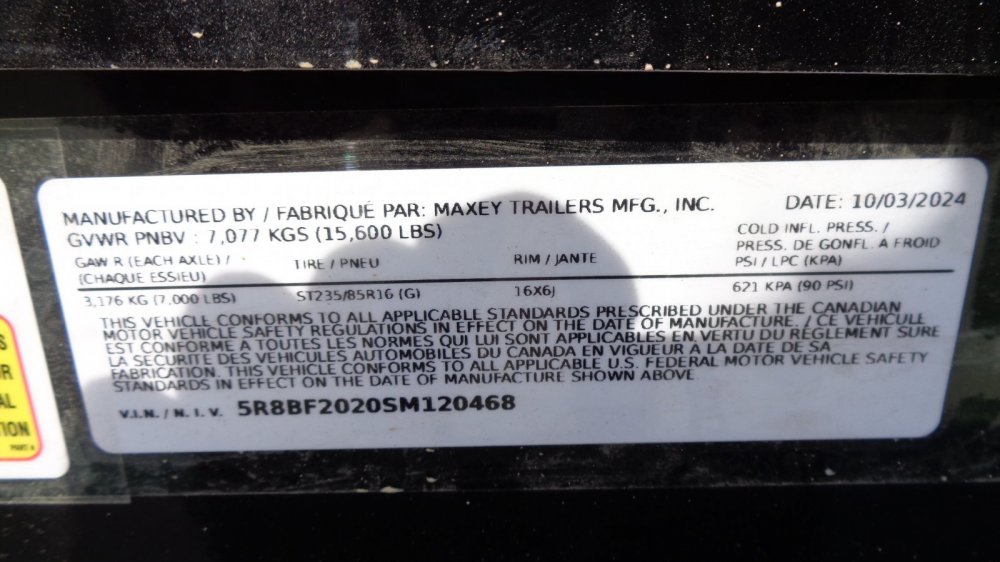 MANUFACTURED BY / FABRIQUÉ PAR: MAXEY TRAILERS MFG., INC.
DATE: 10/03/2024
GVWR PNBV : 7,077 KGS (15,600 LBS)
COLD INFL. PRESS. /
PRESS. DE GONFL. A FROID
PSI / LPC (KPA)
GAW R (EACH AXLE) /
(CHAQUE ESSIEU)
TIRE / PNEU
RIM / JANTE
3,176 KG (7,000 LBS)
ST235/85R16 (G)
16X6J
621 KPA (90 PSI)
THIS VEHICLE CONFORMS TO ALL APPLICABLE STANDARDS PRESCRIBED UNDER THE CANADIAN
MOTOR VEHICLE SAFETY REGULATIONS IN EFFECT ON THE DATE OF MANUFACTURE. / CE VEHICULE
EST CONFORME A TOUTES LES NORMES QUI LUI SONT APPLICABLES EN VERTU DU REGLEMENT SURE
LA SECURITE DES VEHICULES AUTOMOBILES DU CANADA EN VIGUEUR A LA DATE DE SA
FABRICATION. THIS VEHICLE CONFORMS TO ALL APPLICABLE U.S. FEDERAL MOTOR VEHICLE SAFETY
STANDARDS IN EFFECT ON THE DATE OF MANUFACTURE SHOWN ABOVE
V.I.N. / N. I. V. 5R8BF2020SM120468